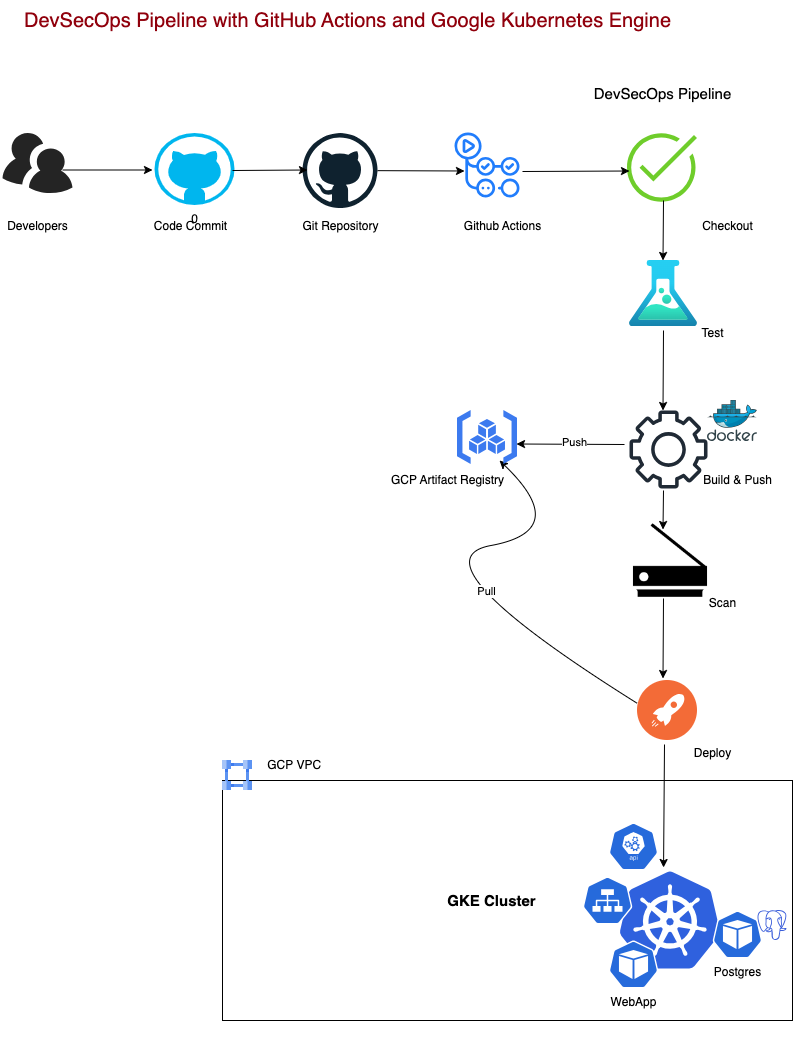 DevSecOps Pipeline with GitHub Actions and Google Kubernetes Engine
DevSecOps Pipeline
0
Developers
Code Commit
Git Repository
Github Actions
Checkout
Test
docker
Push
GCP Artifact Registry
Build & Push
Pull
Scan
Deploy
GCP VPC
api
GKE Cluster
Postgres
WebApp